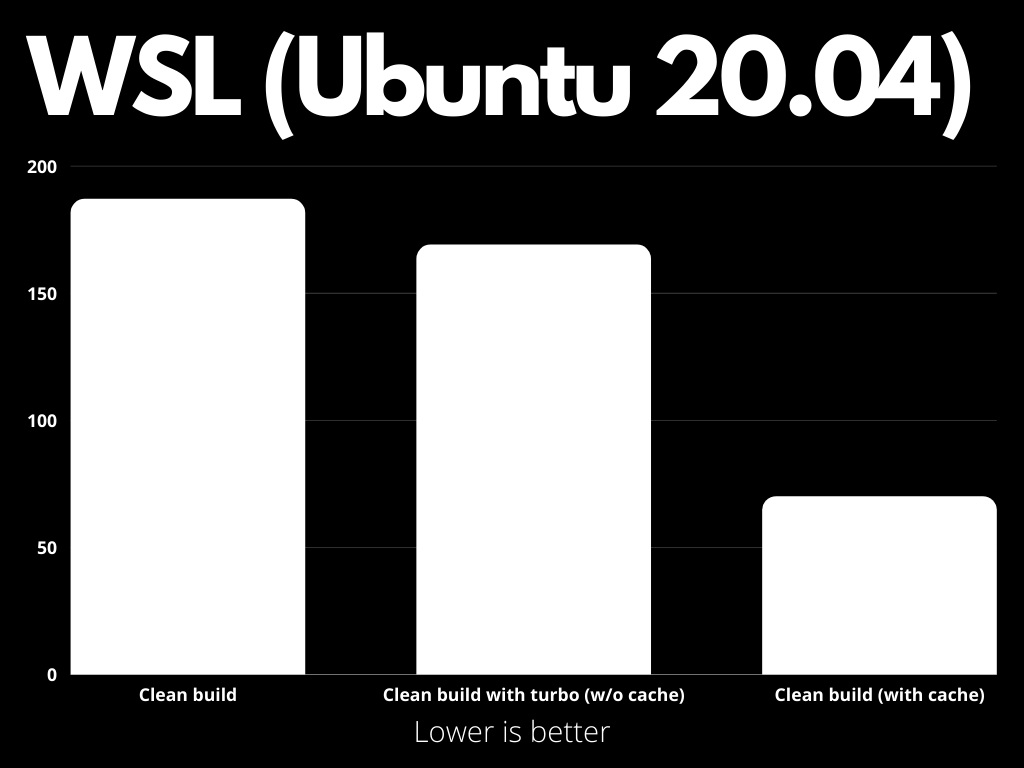 WSL (Ubuntu 20.04)
200
150
100
50
0
Clean build
Clean build with turbo (w/o cache)
Clean build (with cache)
Lower is better